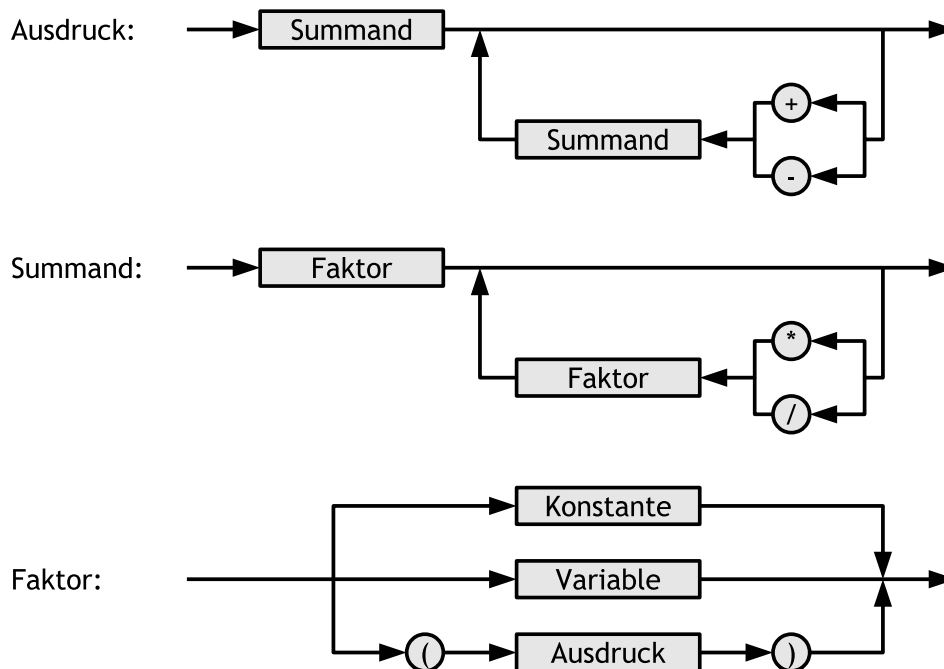 Ausdruck: Summand
+
Summand
-
Summand: Faktor
*
Faktor
/
Konstante
Faktor: Variable
( Ausdruck )